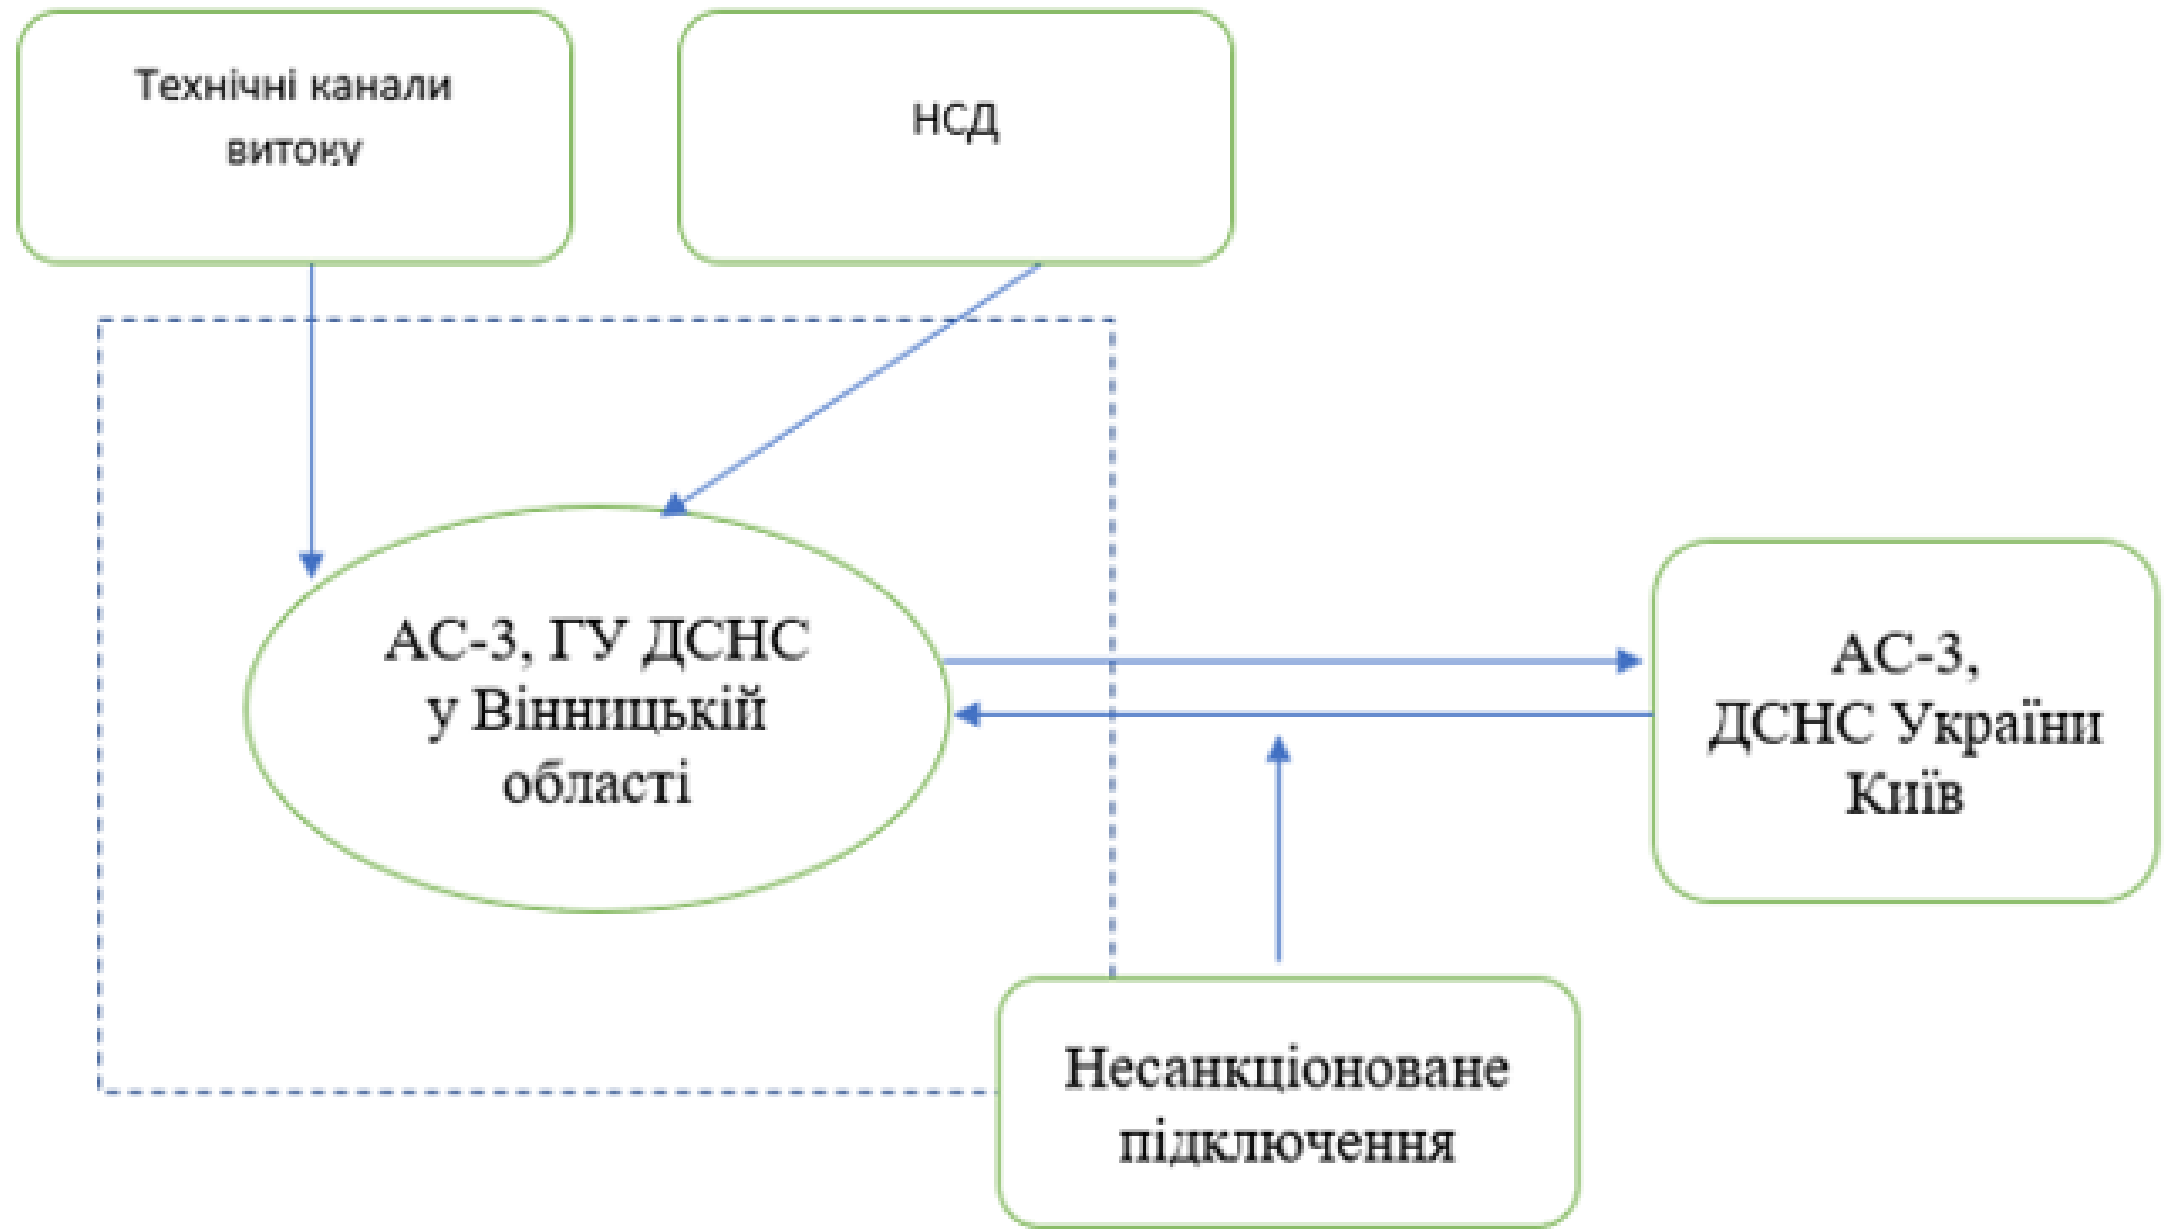 Технічні канали
витоку
НСД
АС-3, ГУ ДСНС
у Вінницькій
області
АС-3,
ДСНС України
Київ
Несанкціоноване
підключення